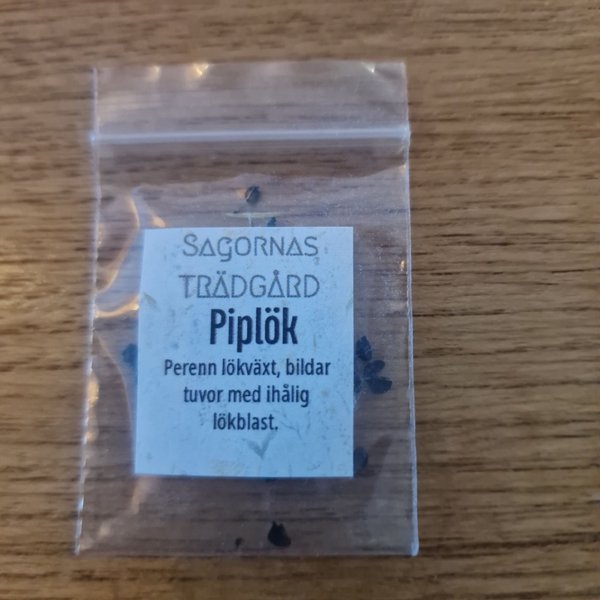 Sagornas
Trädgård
Piplök
Perenn lökväxt, bildar
tuvor med ihålig
lökblast.